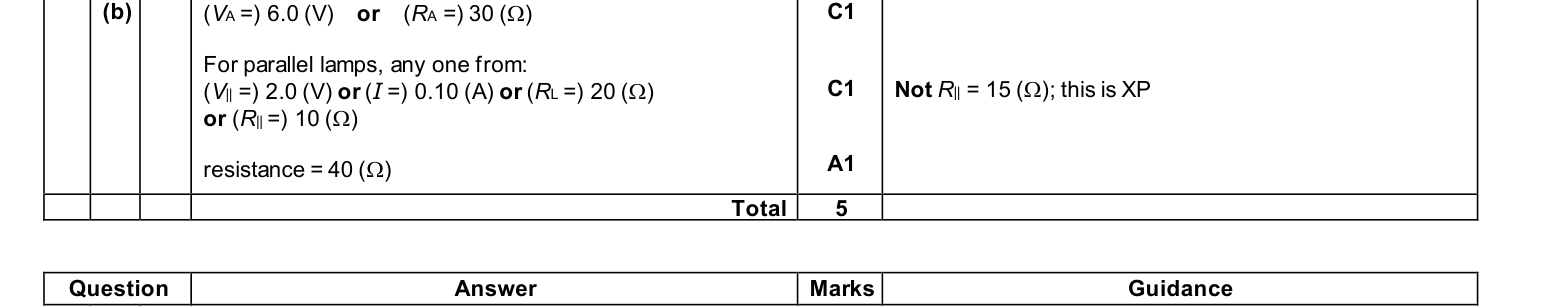 (b) (VA =) 6.0 (V) or (RA =) 30 (Ω) C1
For parallel lamps, any one from:
(V|| =) 2.0 (V) or (I =) 0.10 (A) or (RL =) 20 (Ω) C1 Not R|| = 15 (Ω); this is XP
or (R|| =) 10 (Ω)
resistance = 40 (Ω) A1
Total 5
Question Answer Marks Guidance